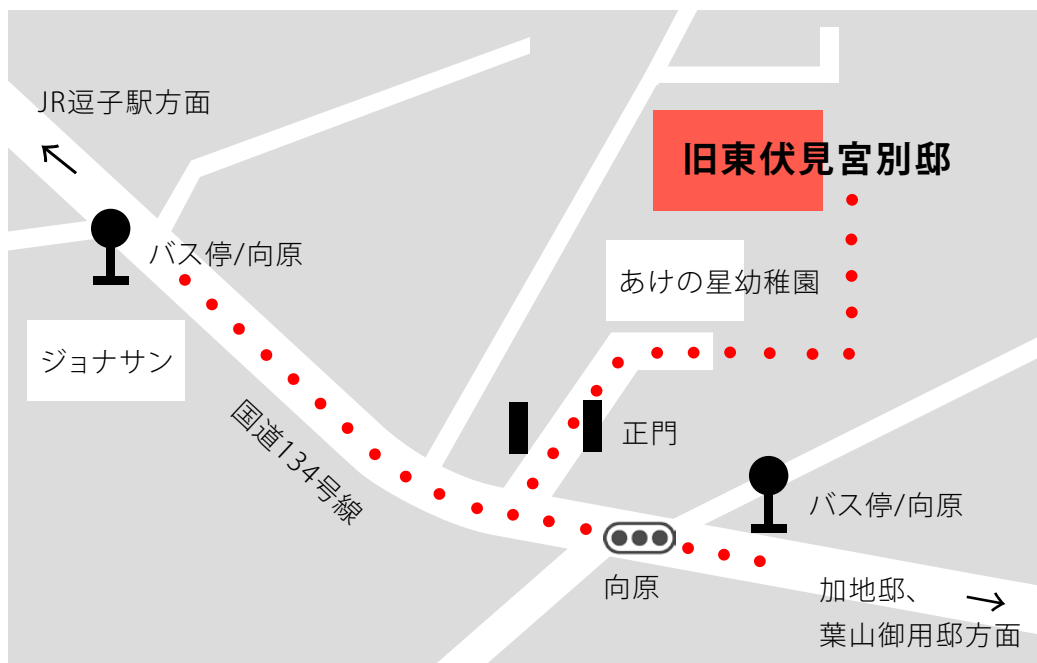 JR逗子駅方面
旧東伏見宮別邸
バス停/向原
あけの星幼稚園
ジョナサン
国道134号線
正門
バス停/向原
向原
加地邸、
葉山御用邸方面